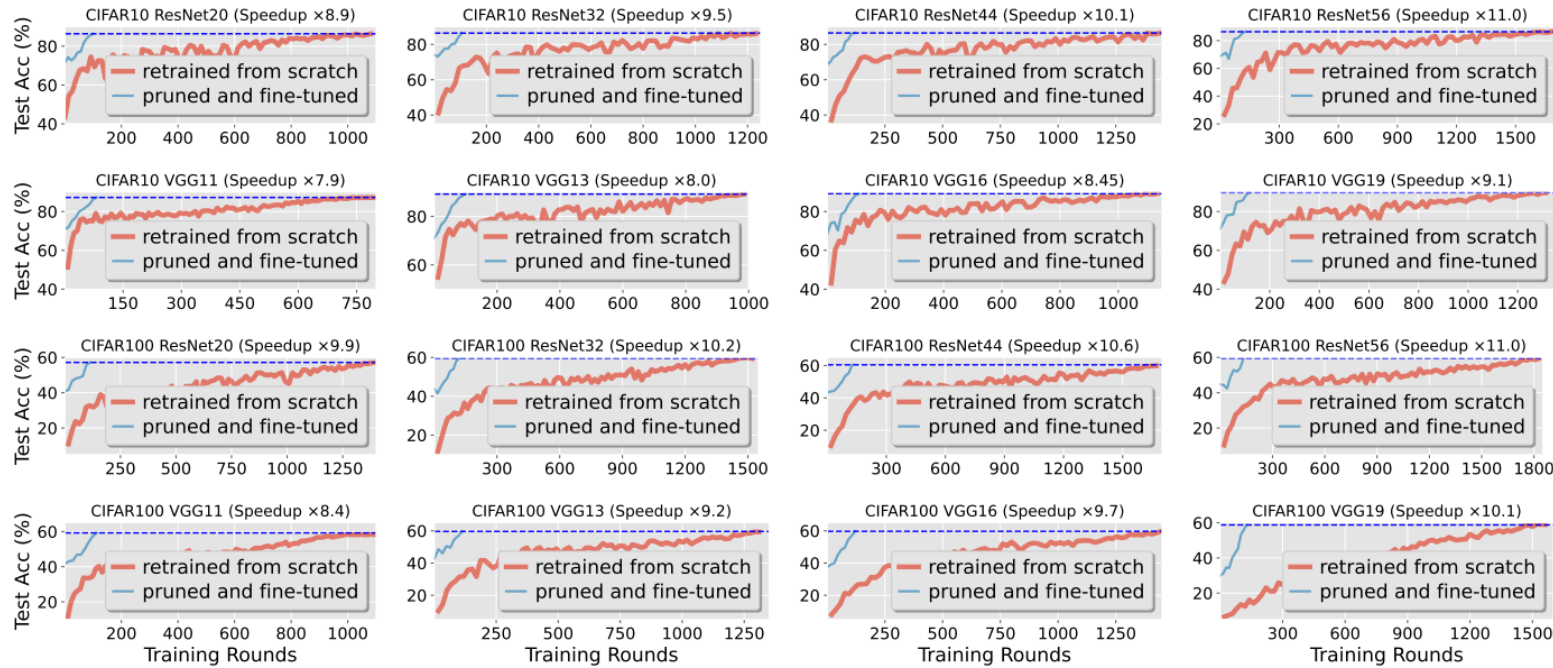 CIFAR10 ResNet20 (Speedup ×8.9)
Test Acc (%)
80
60
40
retrained from scratch
pruned and fine-tuned
200 400 600 800 1000
CIFAR10 ResNet32 (Speedup ×9.5)
80
60
40
retrained from scratch
pruned and fine-tuned
200 400 600 800 1000 1200
CIFAR10 ResNet44 (Speedup ×10.1)
80
60
40
retrained from scratch
pruned and fine-tuned
250 500 750 1000 1250
CIFAR10 ResNet56 (Speedup ×11.0)
80
60
40
20
retrained from scratch
pruned and fine-tuned
300 600 900 1200 1500
CIFAR10 VGG11 (Speedup ×7.9)
Test Acc (%)
80
60
40
retrained from scratch
pruned and fine-tuned
150 300 450 600 750
CIFAR10 VGG13 (Speedup ×8.0)
80
60
retrained from scratch
pruned and fine-tuned
200 400 600 800 1000
CIFAR10 VGG16 (Speedup ×8.45)
80
60
40
retrained from scratch
pruned and fine-tuned
200 400 600 800 1000
CIFAR10 VGG19 (Speedup ×9.1)
80
60
40
retrained from scratch
pruned and fine-tuned
200 400 600 800 1000 1200
CIFAR100 ResNet20 (Speedup ×9.9)
Test Acc (%)
60
40
20
retrained from scratch
pruned and fine-tuned
250 500 750 1000 1250
CIFAR100 ResNet32 (Speedup ×10.2)
60
40
20
retrained from scratch
pruned and fine-tuned
300 600 900 1200 1500
CIFAR100 ResNet44 (Speedup ×10.6)
60
40
20
retrained from scratch
pruned and fine-tuned
300 600 900 1200 1500
CIFAR100 ResNet56 (Speedup ×11.0)
60
40
20
retrained from scratch
pruned and fine-tuned
300 600 900 1200 1500 1800
CIFAR100 VGG11 (Speedup ×8.4)
Test Acc (%)
60
40
20
retrained from scratch
pruned and fine-tuned
200 400 600 800 1000
Training Rounds
CIFAR100 VGG13 (Speedup ×9.2)
60
40
20
retrained from scratch
pruned and fine-tuned
250 500 750 1000 1250
Training Rounds
CIFAR100 VGG16 (Speedup ×9.7)
60
40
20
retrained from scratch
pruned and fine-tuned
250 500 750 1000 1250
Training Rounds
CIFAR100 VGG19 (Speedup ×10.1)
60
40
20
retrained from scratch
pruned and fine-tuned
300 600 900 1200 1500
Training Rounds